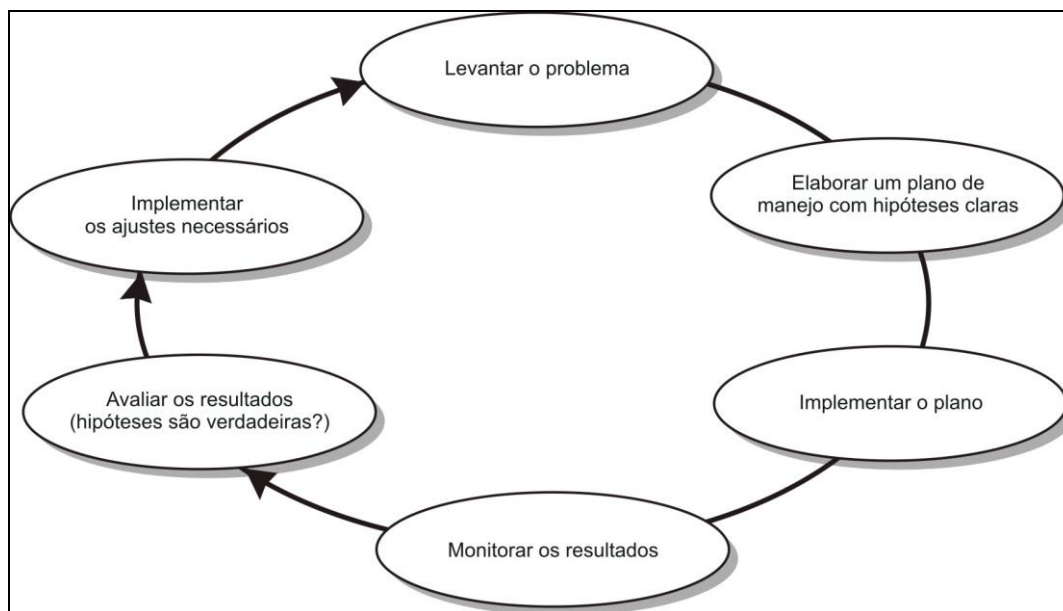 Levantar o problema
Elaborar um plano de
manejo com hipóteses claras
Implementar o plano
Monitorar os resultados
Avaliar os resultados
(hipóteses são verdadeiras?)
Implementar
os ajustes necessários